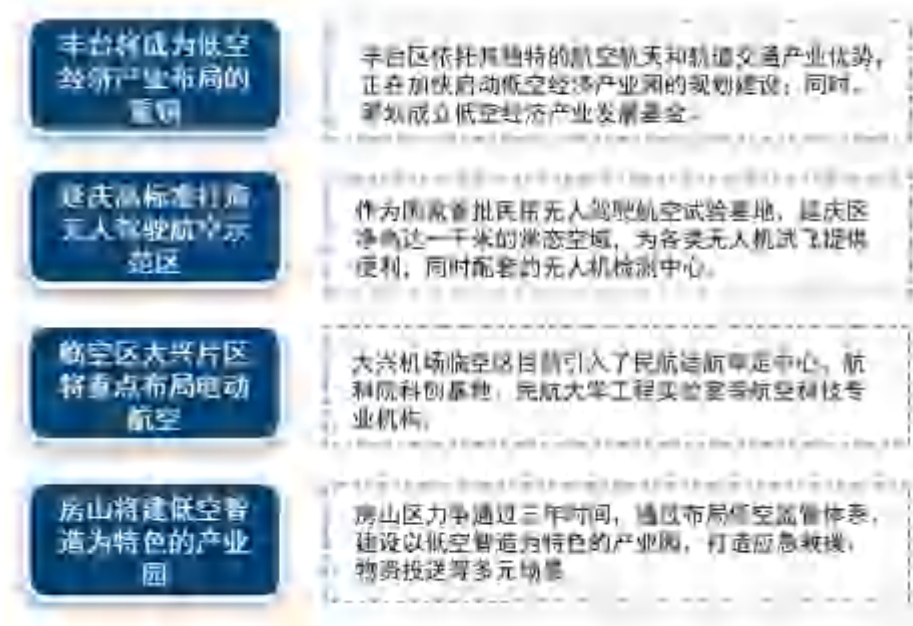 丰台将成为低空
经济产业布局的
重镇
丰台区依托其独特的航空航天和轨道交通产业优势，
正在加快启动低空经济产业园的规划建设；同时，
筹划成立低空经济产业发展基金。
延庆高标准打造
无人驾驶航空示
范区
作为国家首批民用无人驾驶航空试验基地，延庆区
净高达一千米的常态空域，为各类无人机试飞提供
便利，同时配套的无人机检测中心。
临空区大兴片区
将重点布局电动
航空
大兴机场临空区目前引入了民航适航审定中心、航
科院科创基地、民航大学工程实验室等航空科技专
业机构。
房山将建低空智
造为特色的产业
园
房山区力争通过三年时间，通过布局低空监管体系，
建设以低空智造为特色的产业园，打造应急救援、
物资投送等多元场景